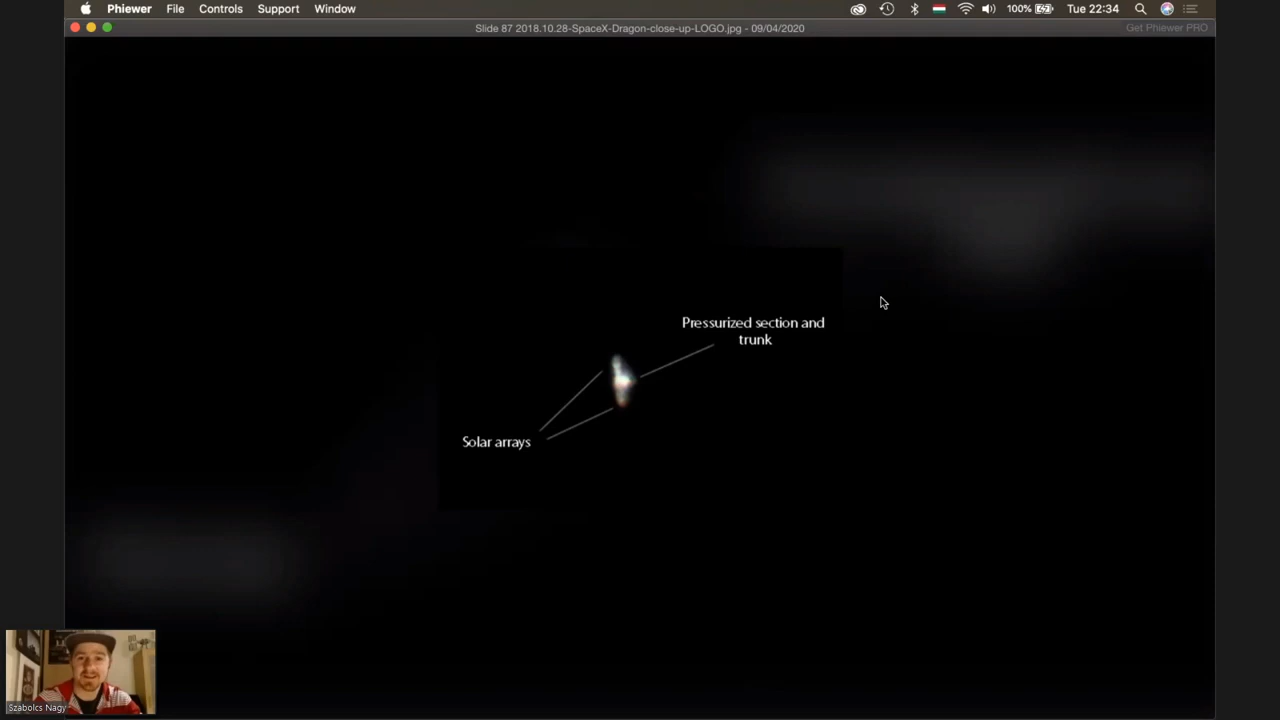 Phiewer File Controls Support Window 100% Tue 22:34
Slide 87 2018.10.28-SpaceX-Dragon-close-up-LOGO.jpg - 09/04/2020 Get Phiewer PRO
Pressurized section and
trunk
Solar arrays
Szabolcs Nagy